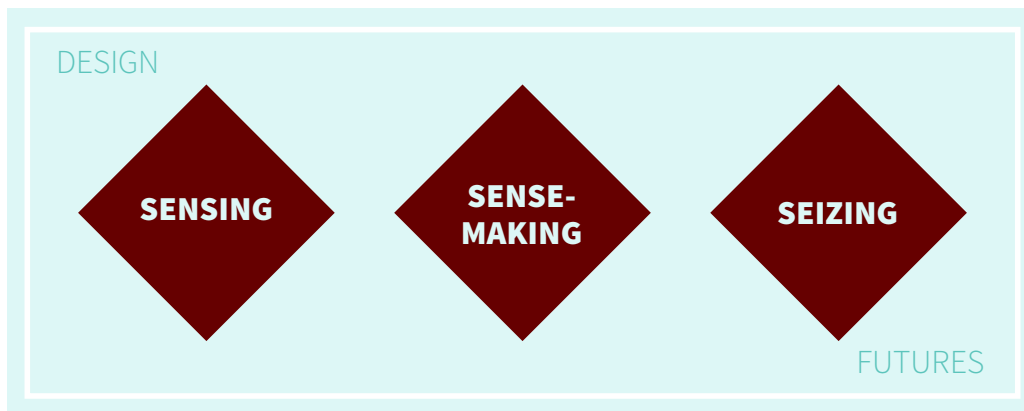 DESIGN
SENSING
SENSE-
MAKING
SEIZING
FUTURES